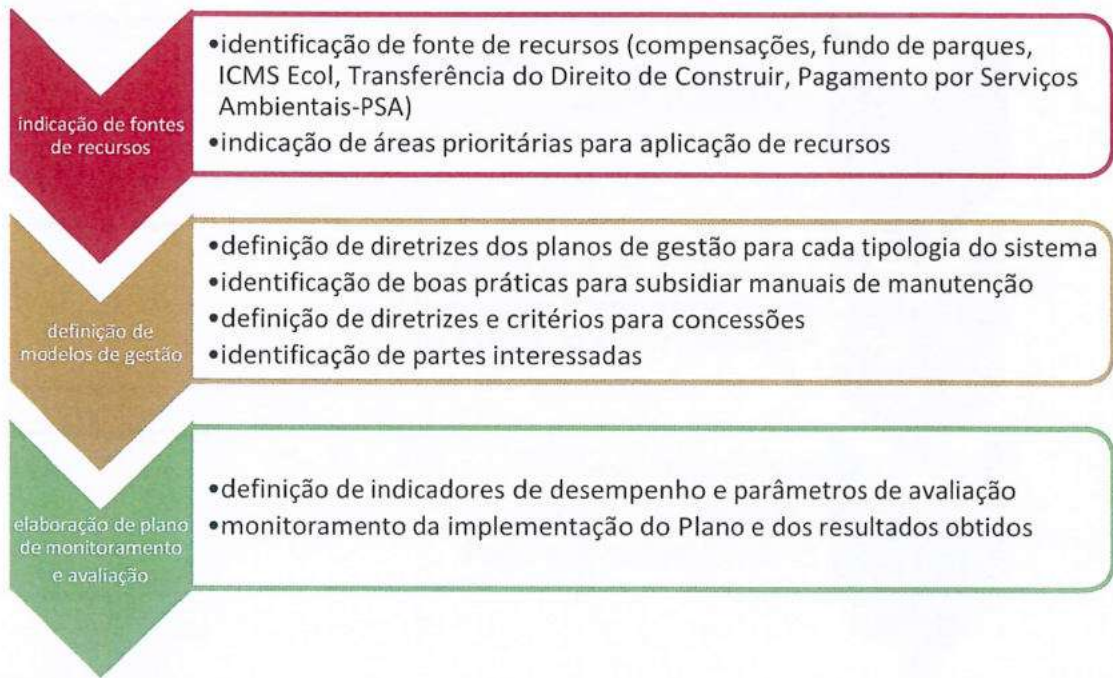 indicação de fontes
de recursos
•identificação de fonte de recursos (compensações, fundo de parques,
ICMS Ecol, Transferência do Direito de Construir, Pagamento por Serviços
Ambientais-PSA)
•indicação de áreas prioritárias para aplicação de recursos
definição de
modelos de gestão
•definição de diretrizes dos planos de gestão para cada tipologia do sistema
•identificação de boas práticas para subsidiar manuais de manutenção
•definição de diretrizes e critérios para concessões
•identificação de partes interessadas
elaboração de plano
de monitoramento
e avaliação
•definição de indicadores de desempenho e parâmetros de avaliação
•monitoramento da implementação do Plano e dos resultados obtidos